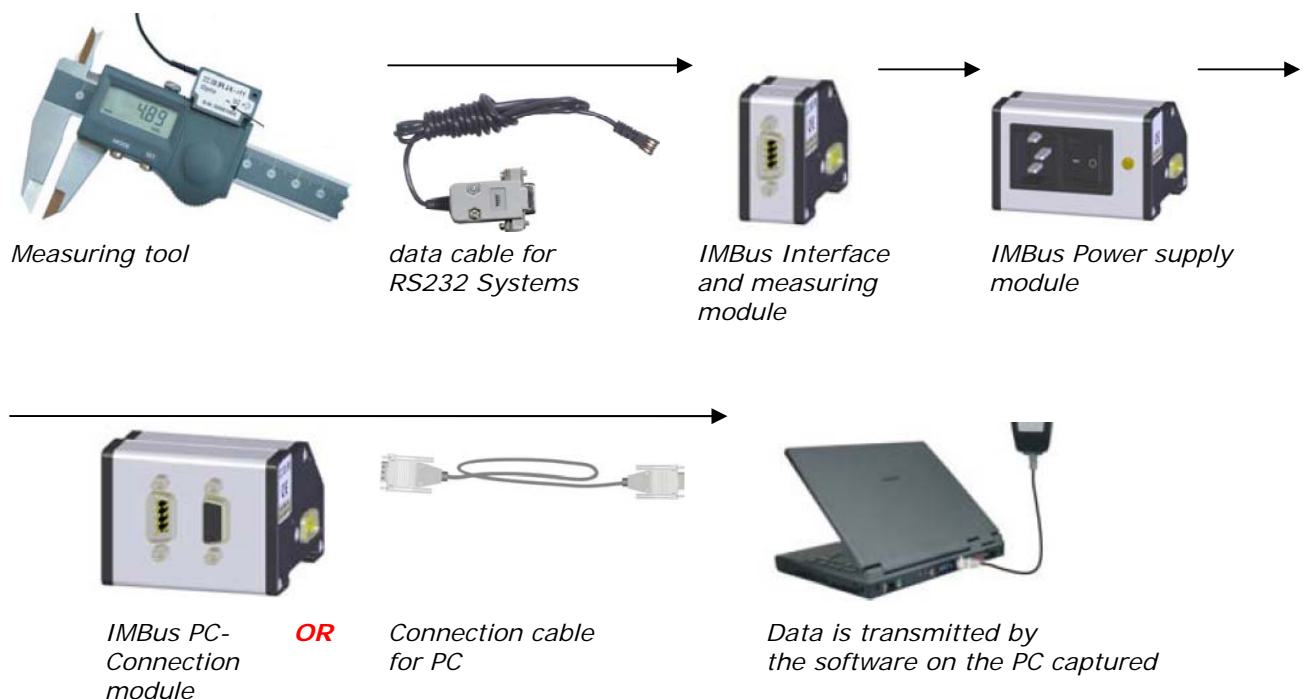 4.89
Measuring tool
data cable for
RS232 Systems
IMBus Interface
and measuring
module
IMBus Power supply
module
IMBus PC-
Connection
module
OR
Connection cable
for PC
Data is transmitted by
the software on the PC captured